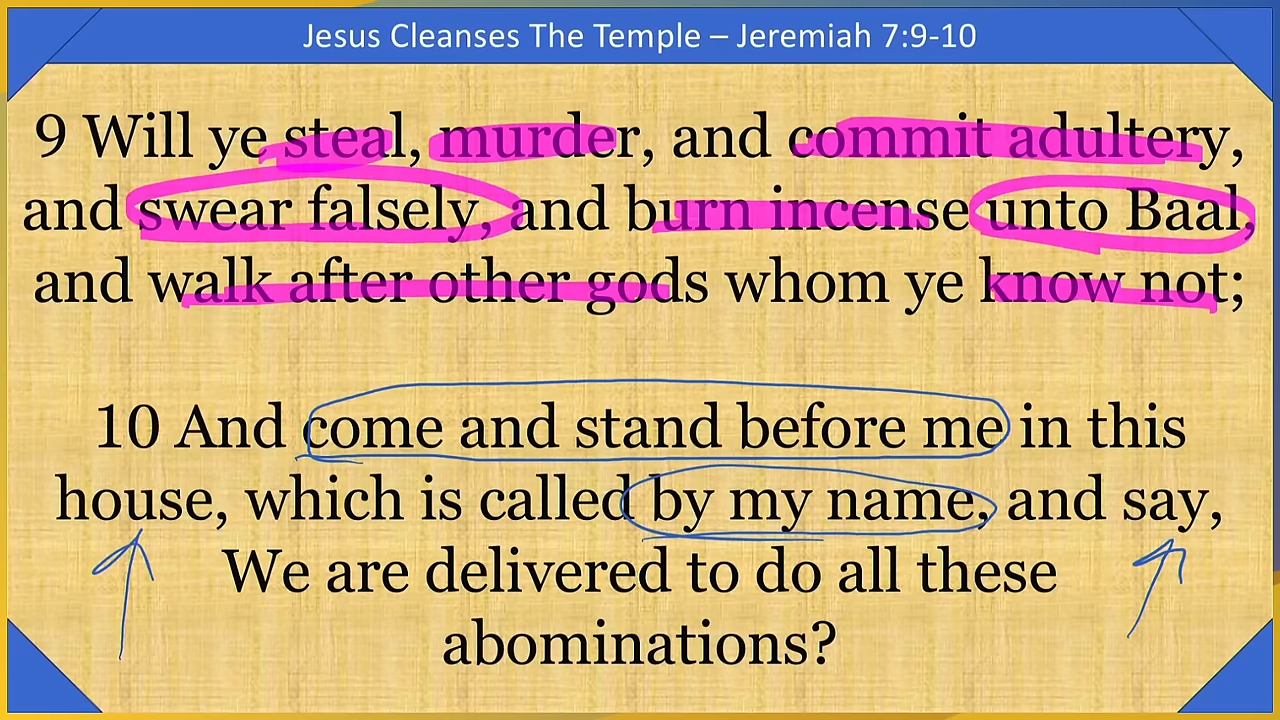 Jesus Cleanses The Temple – Jeremiah 7:9-10
9 Will ye steal, murder, and commit adultery,
and swear falsely, and burn incense unto Baal,
and walk after other gods whom ye know not;
10 And come and stand before me in this
house, which is called by my name, and say,
We are delivered to do all these
abominations?